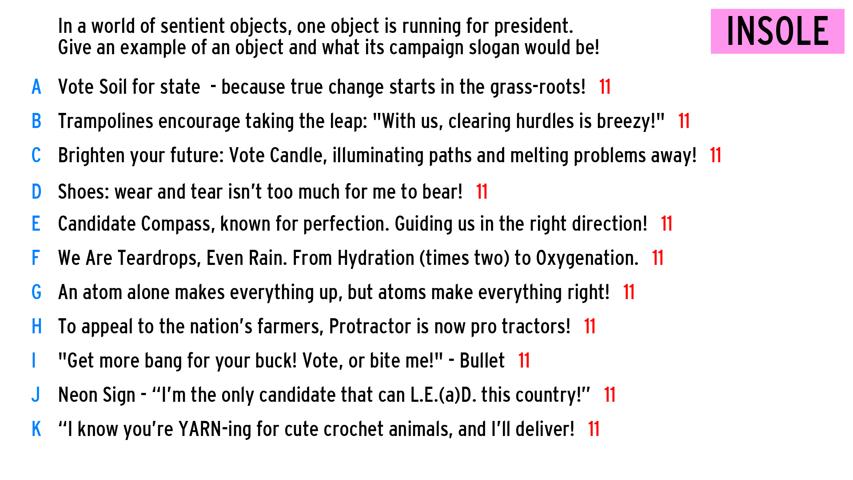 In a world of sentient objects, one object is running for president.
Give an example of an object and what its campaign slogan would be!
INSOLE
A Vote Soil for state - because true change starts in the grass-roots! 11
B Trampolines encourage taking the leap: "With us, clearing hurdles is breezy!" 11
C Brighten your future: Vote Candle, illuminating paths and melting problems away! 11
D Shoes: wear and tear isn't too much for me to bear! 11
E Candidate Compass, known for perfection. Guiding us in the right direction! 11
F We Are Teardrops, Even Rain. From Hydration (times two) to Oxygenation. 11
G An atom alone makes everything up, but atoms make everything right! 11
H To appeal to the nation's farmers, Protractor is now pro tractors! 11
I "Get more bang for your buck! Vote, or bite me!" - Bullet 11
J Neon Sign - “I'm the only candidate that can L.E.(a)D. this country!” 11
K “I know you're YARN-ing for cute crochet animals, and I'll deliver! 11